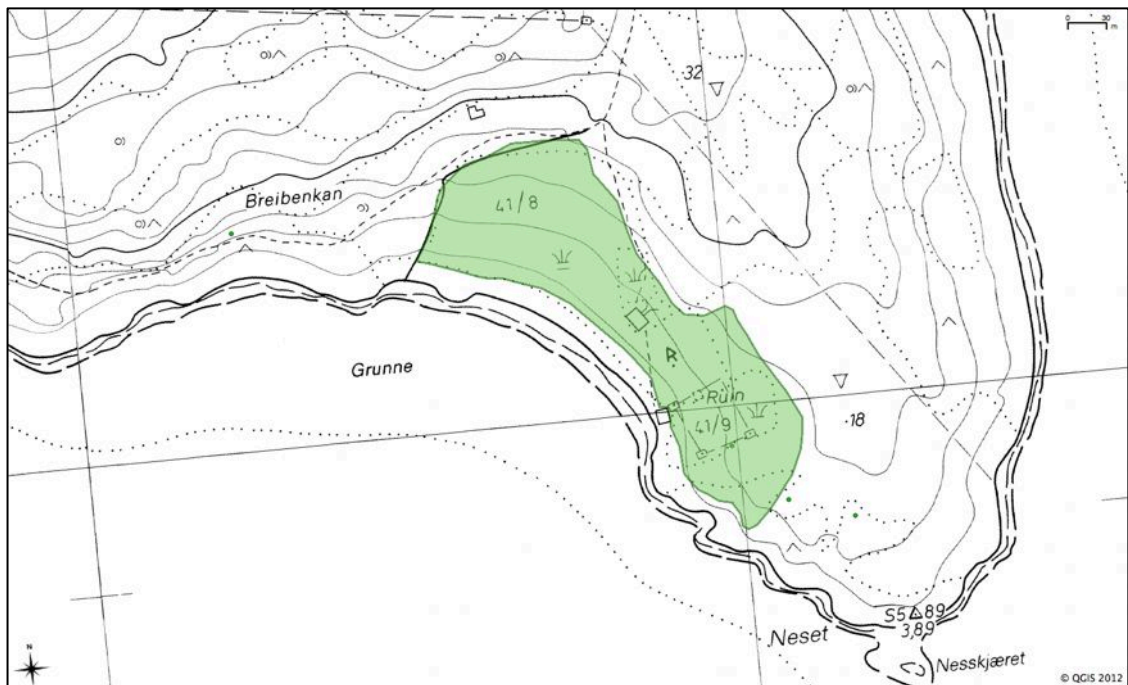 0 30
m
32
Breibenkan
41/8
Grunne
R
Ruin
41/9
18
S5 89
3,89
Neset
Nesskjæret
N
© QGIS 2012